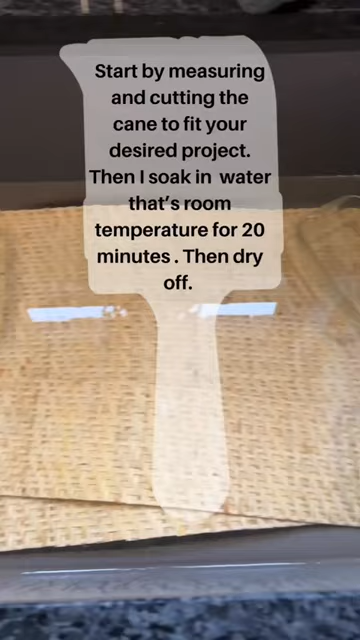 Start by measuring
and cutting the
cane to fit your
desired project.
Then I soak in  water
that’s room
temperature for 20
minutes . Then dry
off.